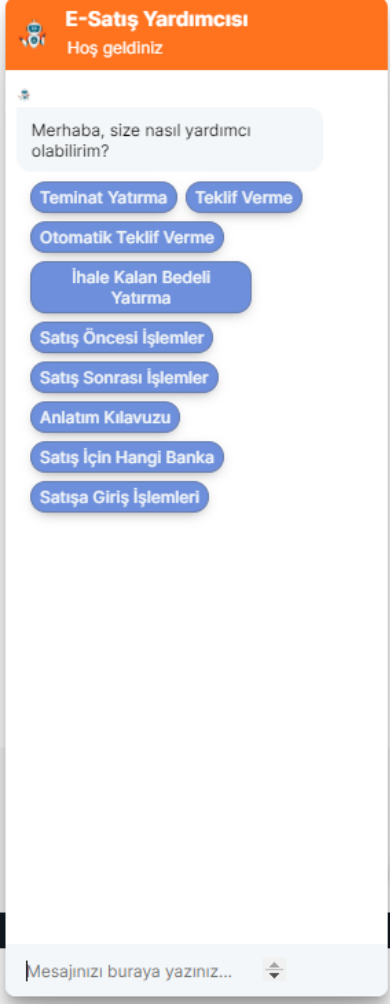 E-Satış Yardımcısı
Hoş geldiniz
Merhaba, size nasıl yardımcı
olabilirim?
Teminat Yatırma
Teklif Verme
Otomatik Teklif Verme
İhale Kalan Bedeli
Yatırma
Satış Öncesi İşlemler
Satış Sonrası İşlemler
Anlatım Kılavuzu
Satış İçin Hangi Banka
Satışa Giriş İşlemleri
Mesajınızı buraya yazınız...